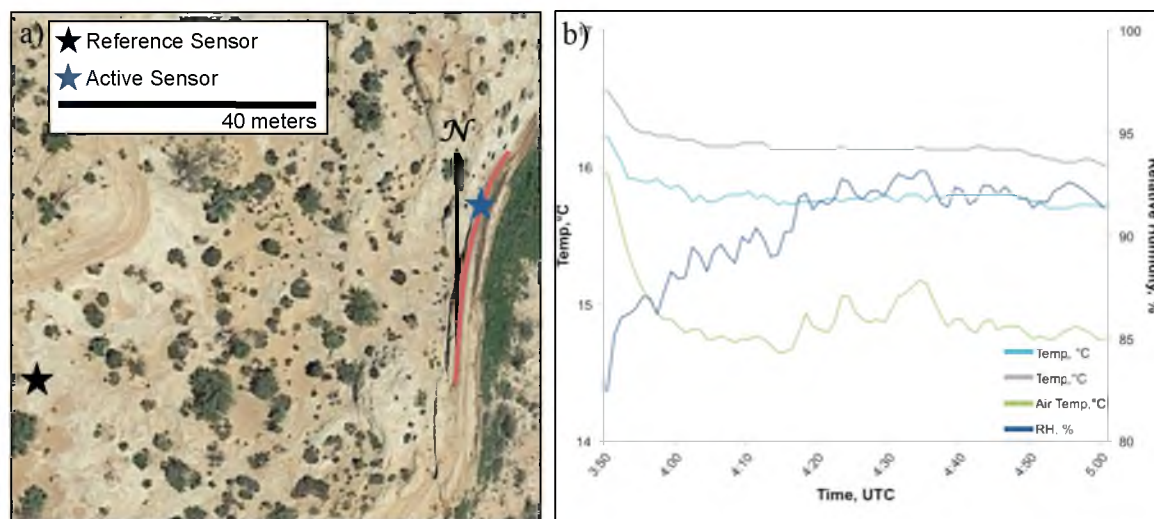 a)
Reference Sensor
Active Sensor
40 meters
N
b)
17
16
15
14
Temp,°C
100
95
90
85
80
Relative Humidity, %
Temp, °C
Temp,°C
Air Temp,°C
RH. %
3:50
4:00
4:10
4:20
4:30
4:40
4:50
5:00
Time, UTC